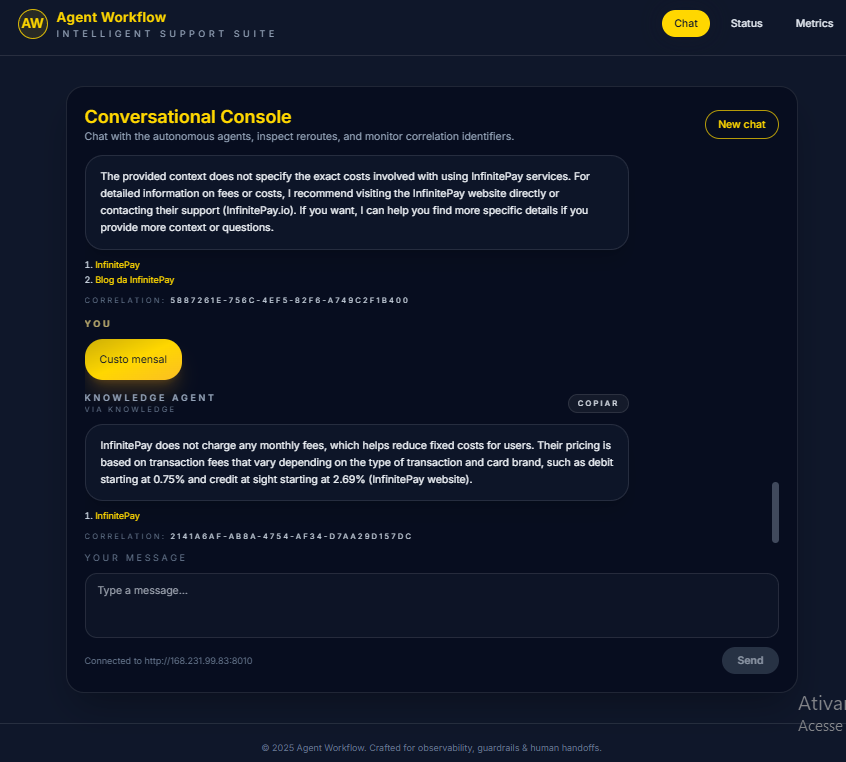 AW
Agent Workflow
INTELLIGENT SUPPORT SUITE
Chat
Status
Metrics
Conversational Console
Chat with the autonomous agents, inspect reroutes, and monitor correlation identifiers.
New chat
The provided context does not specify the exact costs involved with using InfinitePay services. For
detailed information on fees or costs, I recommend visiting the InfinitePay website directly or
contacting their support (InfinitePay.io). If you want, I can help you find more specific details if you
provide more context or questions.
1. InfinitePay
2. Blog da InfinitePay
CORRELATION: 5887261E-756C-4EF5-82F6-A749C2F1B400
YOU
Custo mensal
KNOWLEDGE AGENT
VIA KNOWLEDGE
COPIAR
InfinitePay does not charge any monthly fees, which helps reduce fixed costs for users. Their pricing is
based on transaction fees that vary depending on the type of transaction and card brand, such as debit
starting at 0.75% and credit at sight starting at 2.69% (InfinitePay website).
1. InfinitePay
CORRELATION: 2141A6AF-AB8A-4754-AF34-D7AA29D157DC
YOUR MESSAGE
Type a message...
Connected to http://168.231.99.83:8010
Send
Ativar
Acesse
© 2025 Agent Workflow. Crafted for observability, guardrails & human handoffs.